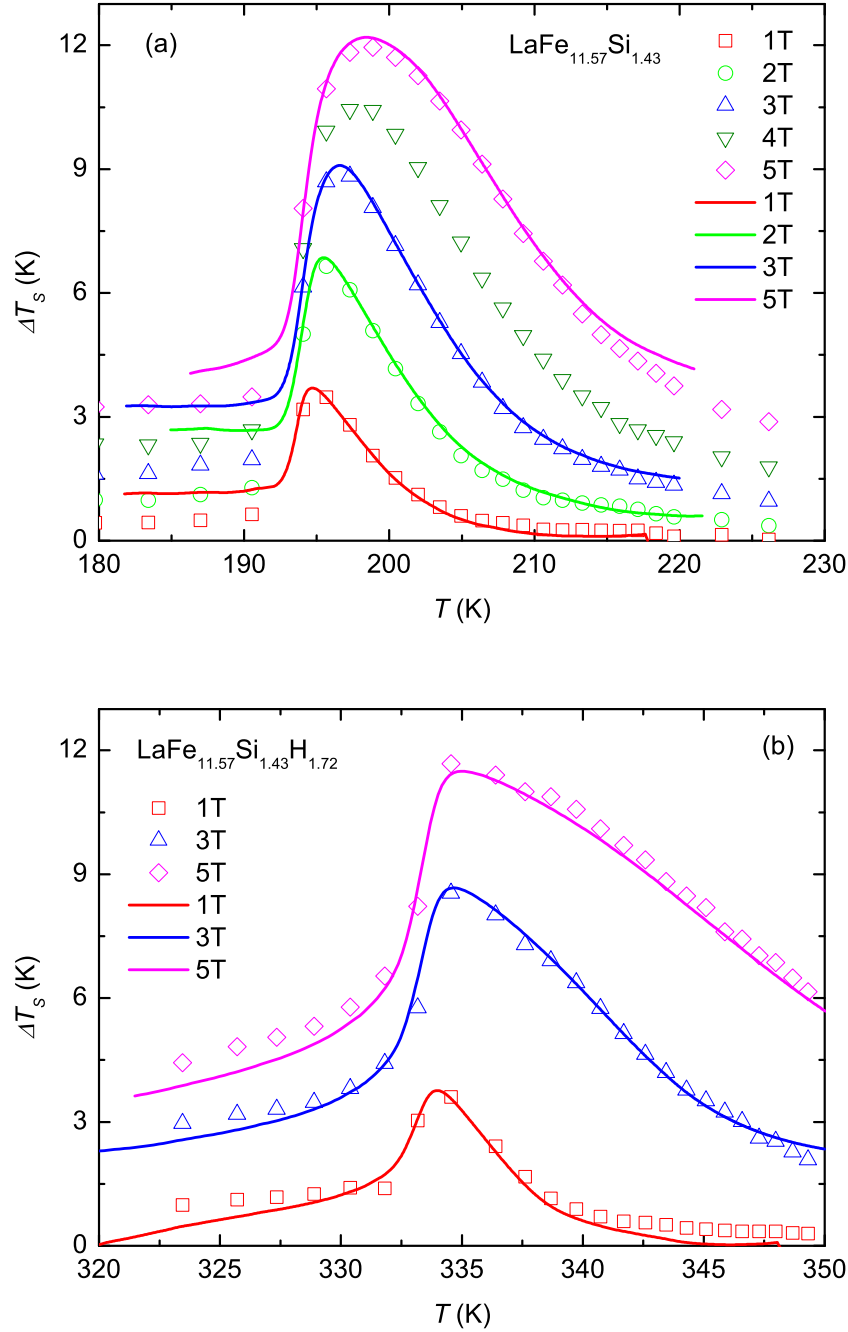 (a)
LaFe11.57Si1.43
1T
2T
3T
4T
5T
1T
2T
3T
5T
12
9
6
3
0
ΔTS (K)
180 190 200 210 220 230
T (K)
(b)
LaFe11.57Si1.43H1.72
1T
3T
5T
1T
3T
5T
12
9
6
3
0
ΔTS (K)
320 325 330 335 340 345 350
T (K)